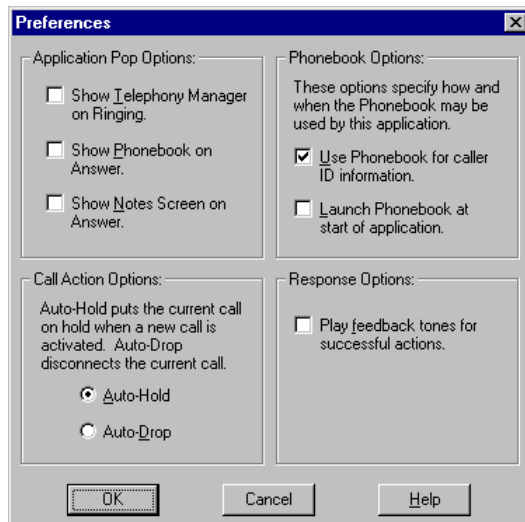 Preferences
Application Pop Options:
Show Telephony Manager
on Ringing.
Show Phonebook on
Answer.
Show Notes Screen on
Answer.
Phonebook Options:
These options specify how and
when the Phonebook may be
used by this application.
Use Phonebook for caller
ID information.
Launch Phonebook at
start of application.
Call Action Options:
Auto-Hold puts the current call
on hold when a new call is
activated.  Auto-Drop
disconnects the current call.
Auto-Hold
Auto-Drop
Response Options:
Play feedback tones for
successful actions.
OK
Cancel
Help